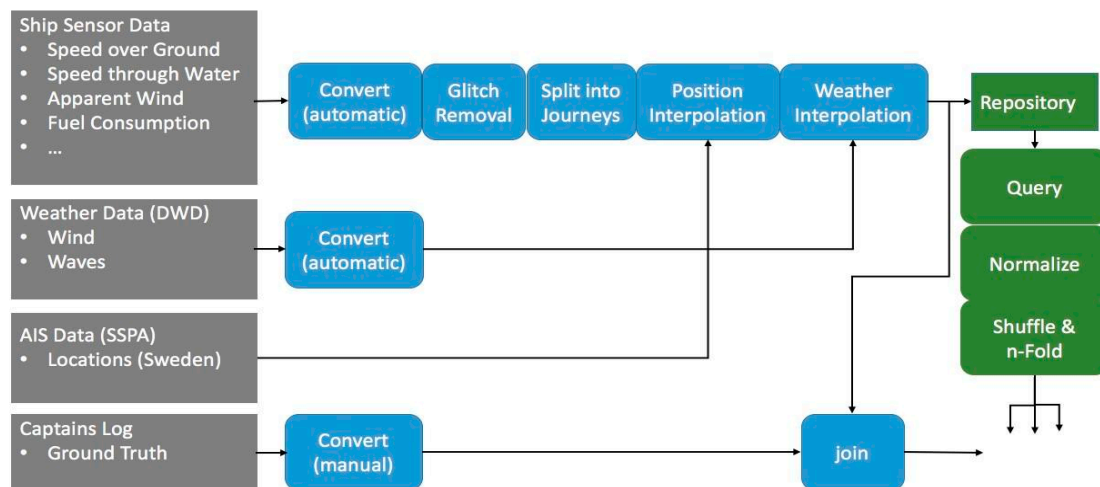 Ship Sensor Data
• Speed over Ground
• Speed through Water
• Apparent Wind
• Fuel Consumption
• ...
Convert
(automatic)
Glitch
Removal
Split into
Journeys
Position
Interpolation
Weather
Interpolation
Repository
Query
Normalize
Shuffle &
n-Fold
Weather Data (DWD)
• Wind
• Waves
Convert
(automatic)
AIS Data (SSPA)
• Locations (Sweden)
Captains Log
• Ground Truth
Convert
(manual)
join